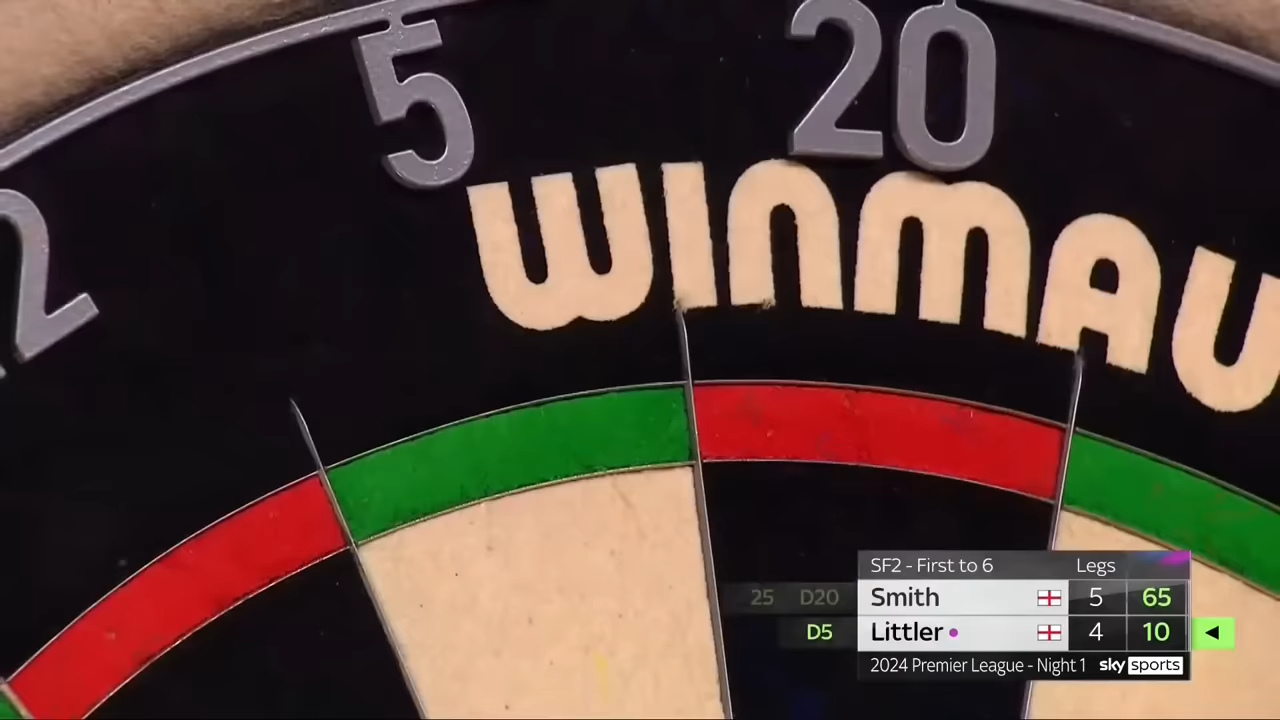 5
20
12
WINMAU
SF2 - First to 6 Legs
25 D20 Smith 5 65
D5 Littler 4 10
2024 Premier League - Night 1 sky sports